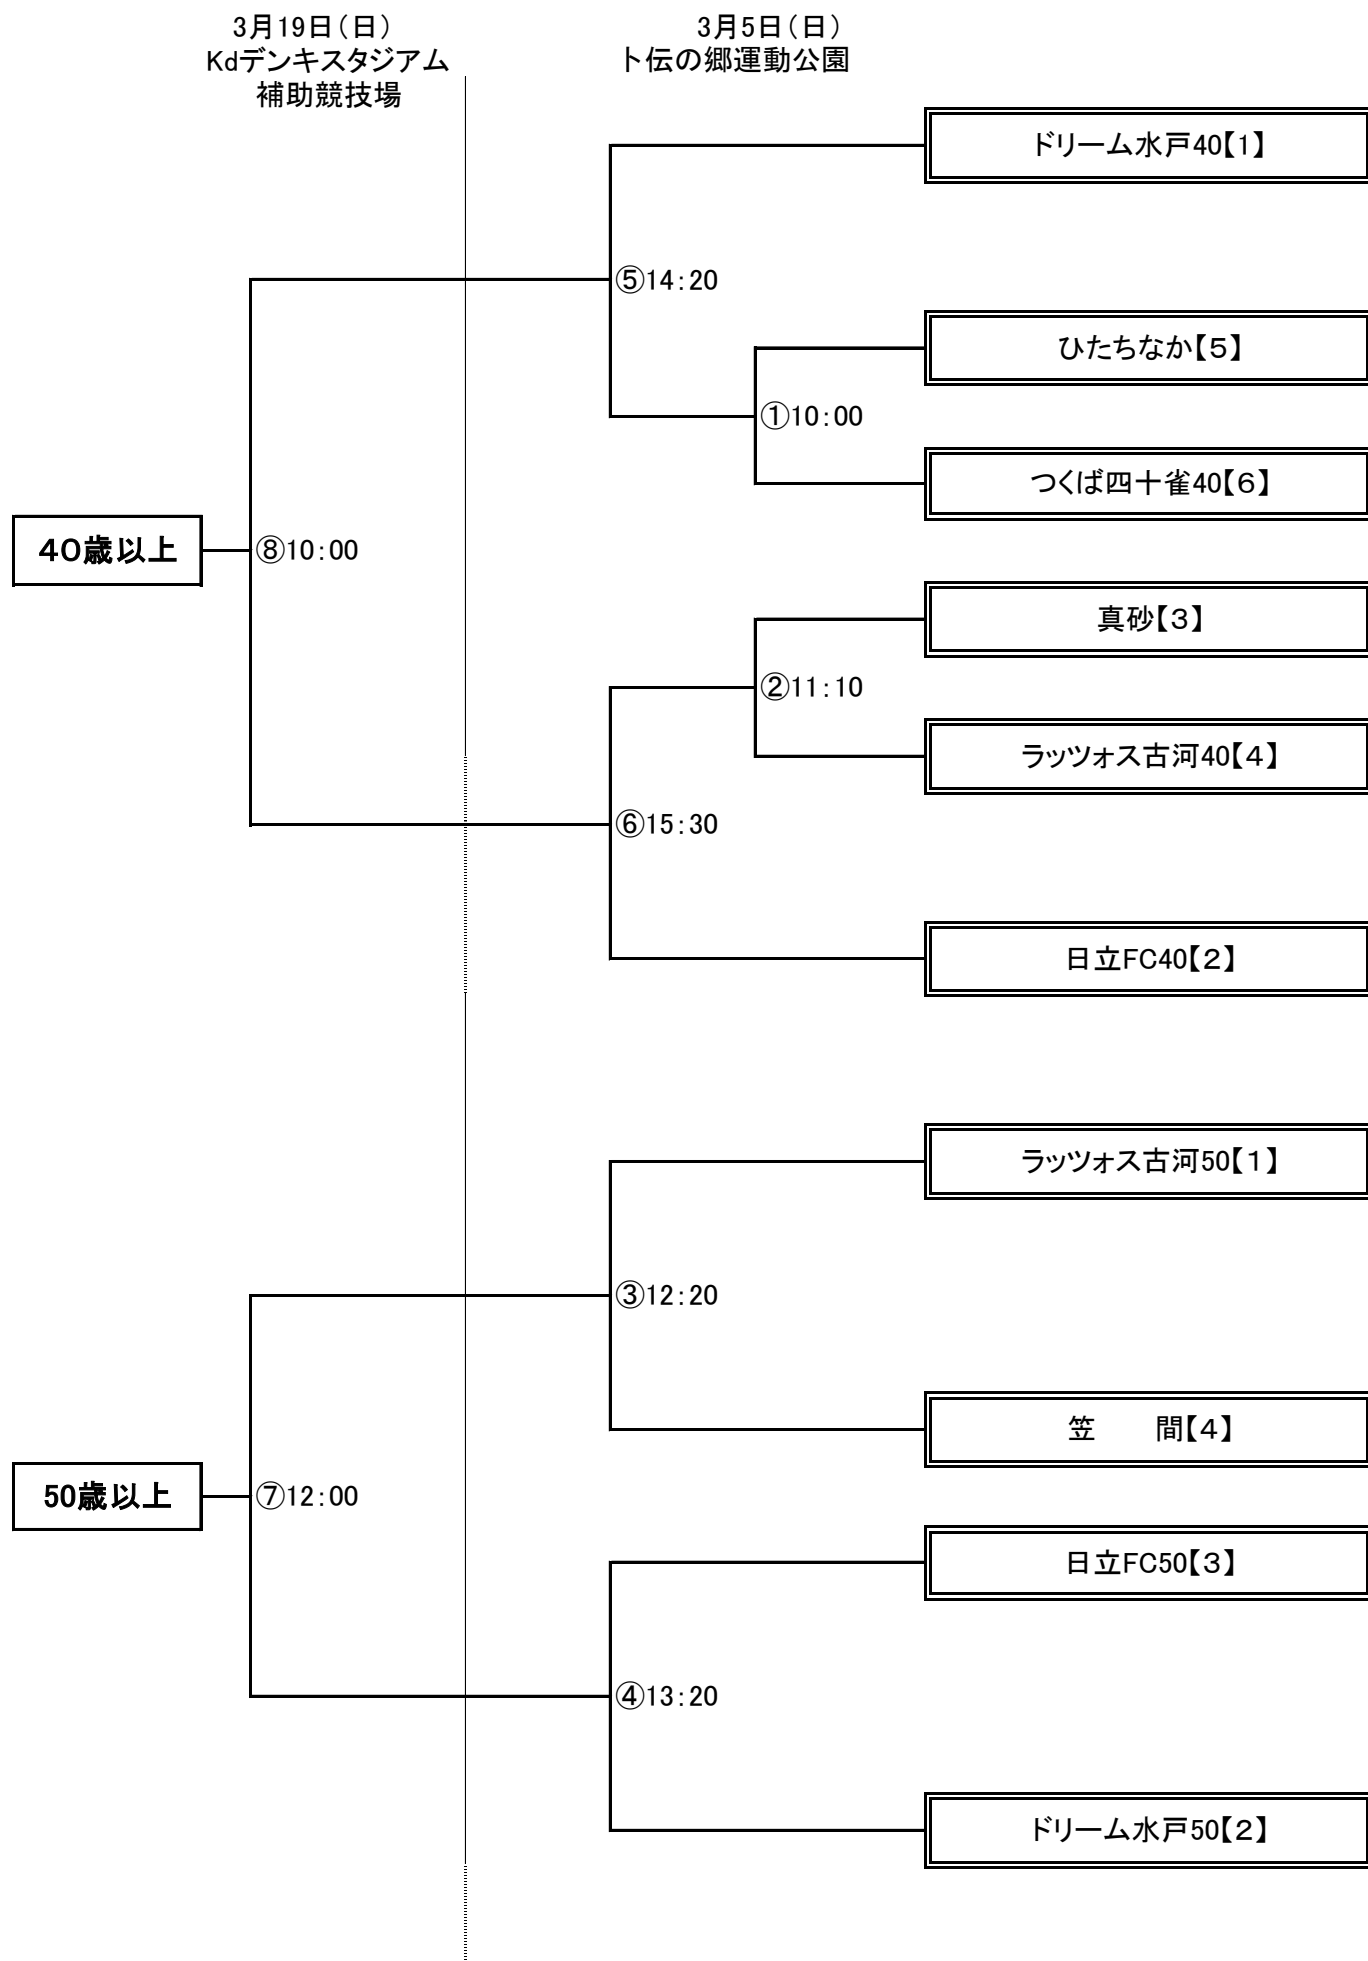 3月19日（日）
Kdデンキスタジアム
補助競技場
3月5日（日）
ト伝の郷運動公園
ドリーム水戸40【1】
⑤14：20
ひたちなか【５】
①10：00
つくば四十雀40【６】
４０歳以上
⑧10：00
真砂【３】
②11：10
ラッツォス古河40【４】
⑥15：30
日立FC40【２】
ラッツォス古河50【１】
③12：20
笠　　間【４】
50歳以上
⑦12：00
日立FC50【３】
④13：20
ドリーム水戸50【２】